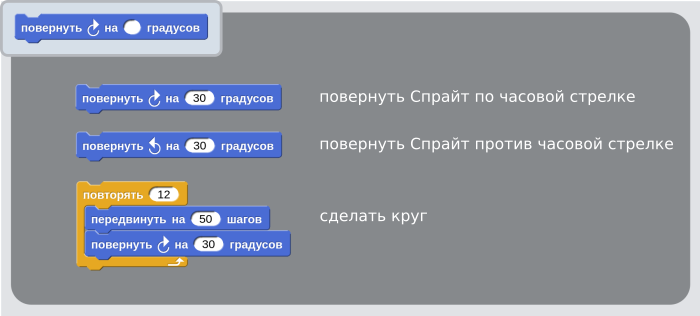 повернуть на градусов
повернуть на 30 градусов повернуть Спрайт по часовой стрелке
повернуть на 30 градусов повернуть Спрайт против часовой стрелке
повторять 12
передвинуть на 50 шагов сделать круг
повернуть на 30 градусов